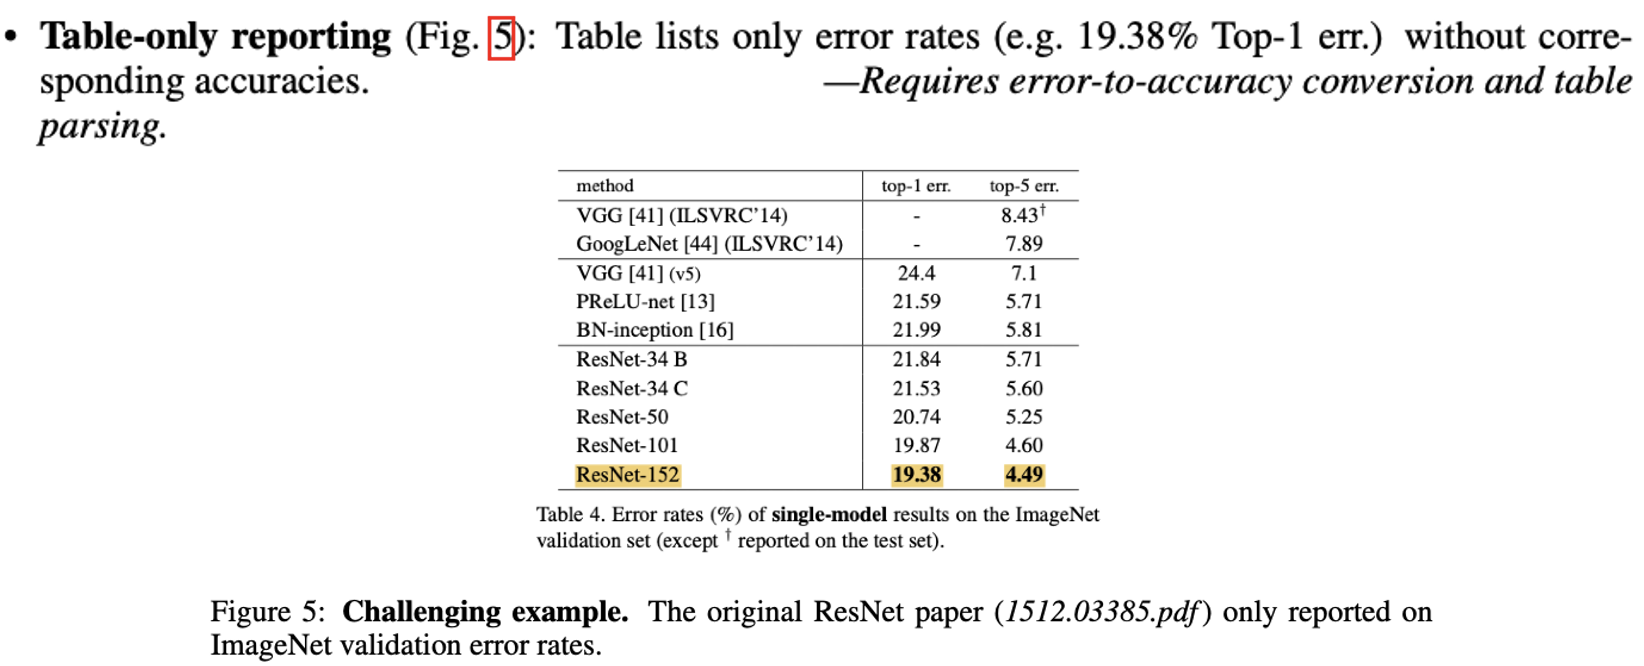 • Table-only reporting (Fig. 5): Table lists only error rates (e.g. 19.38% Top-1 err.) without corre-
sponding accuracies. —Requires error-to-accuracy conversion and table
parsing.
method top-1 err. top-5 err.
VGG [41] (ILSVRC’14) - 8.43†
GoogLeNet [44] (ILSVRC’14) - 7.89
VGG [41] (v5) 24.4 7.1
PReLU-net [13] 21.59 5.71
BN-inception [16] 21.99 5.81
ResNet-34 B 21.84 5.71
ResNet-34 C 21.53 5.60
ResNet-50 20.74 5.25
ResNet-101 19.87 4.60
ResNet-152 19.38 4.49
Table 4. Error rates (%) of single-model results on the ImageNet
validation set (except † reported on the test set).
Figure 5: Challenging example. The original ResNet paper (1512.03385.pdf) only reported on
ImageNet validation error rates.